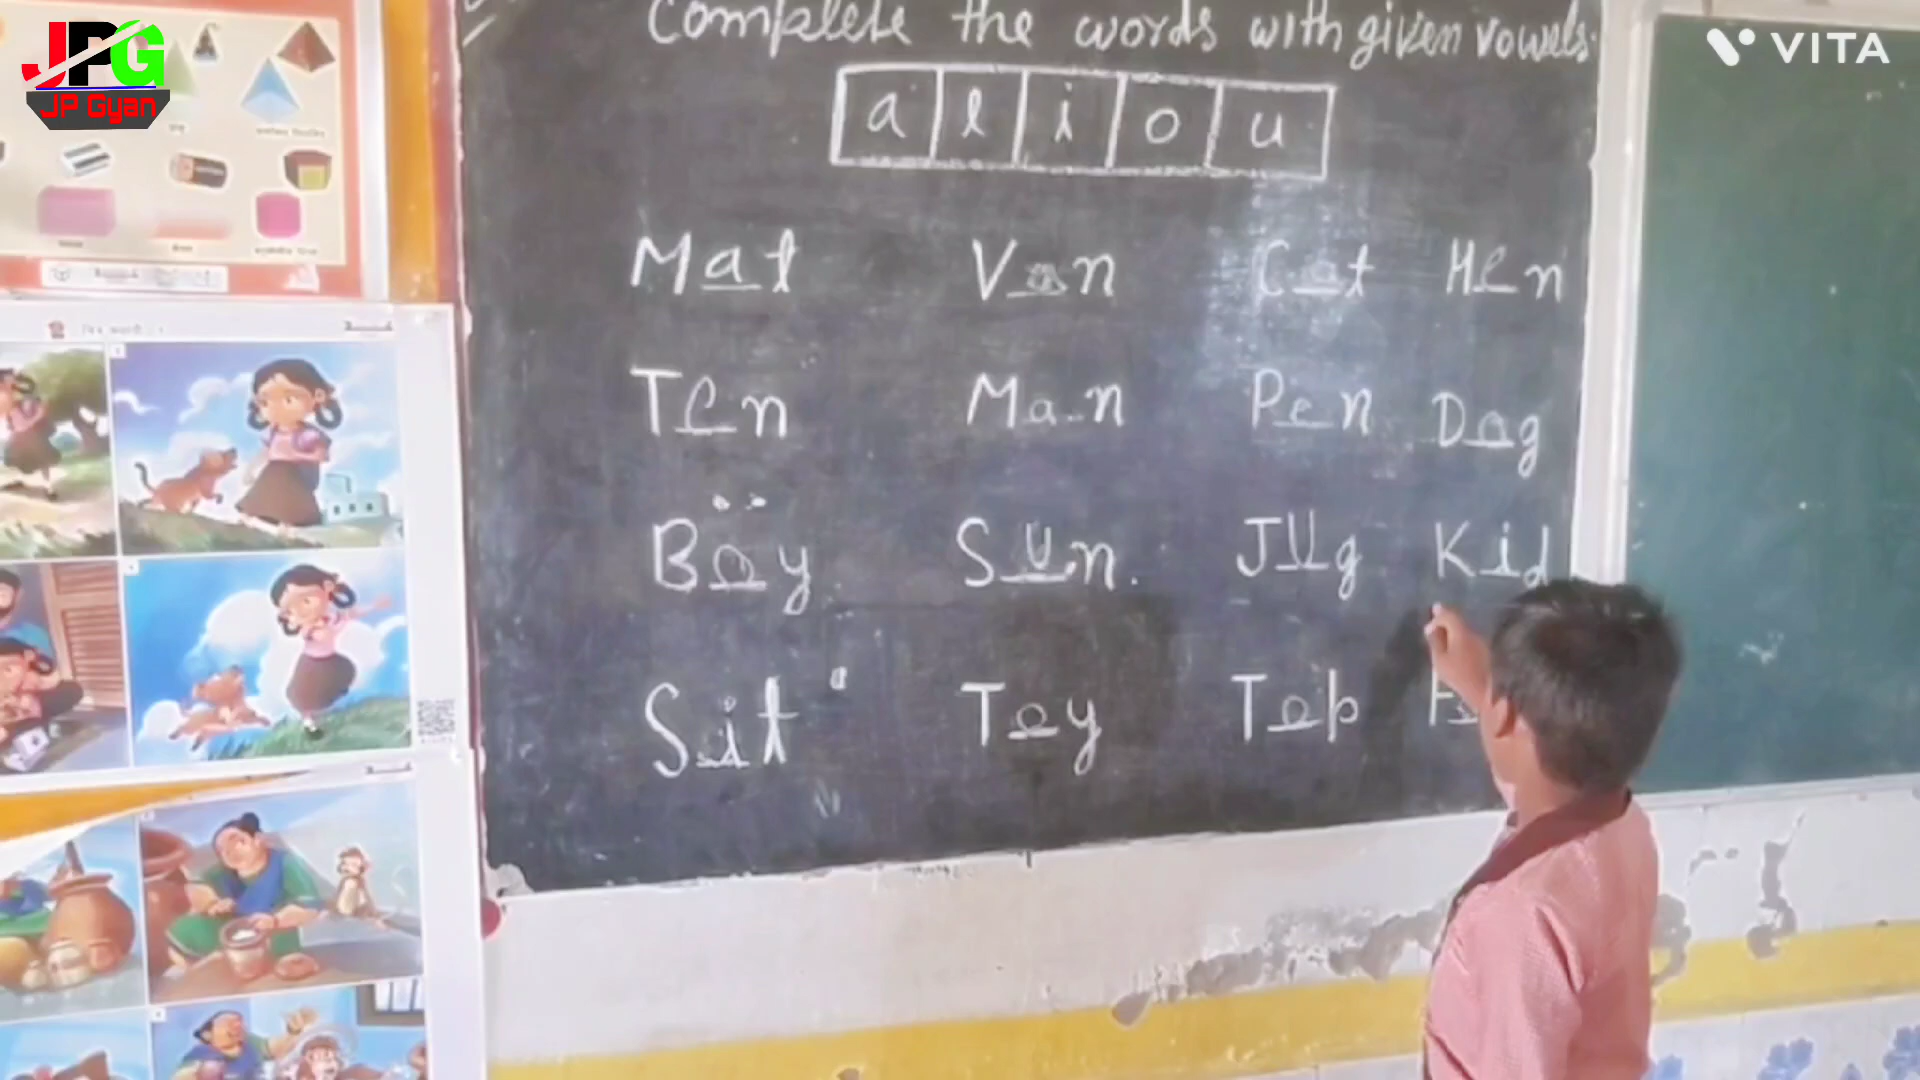 JPG
JP Gyan
VITA
Complete the words with given vowels.
a e i o u
Mat Van Cat Hen
Ten Man Pen Dog
Boy Sun. Jug Kid
Sit Toy Top